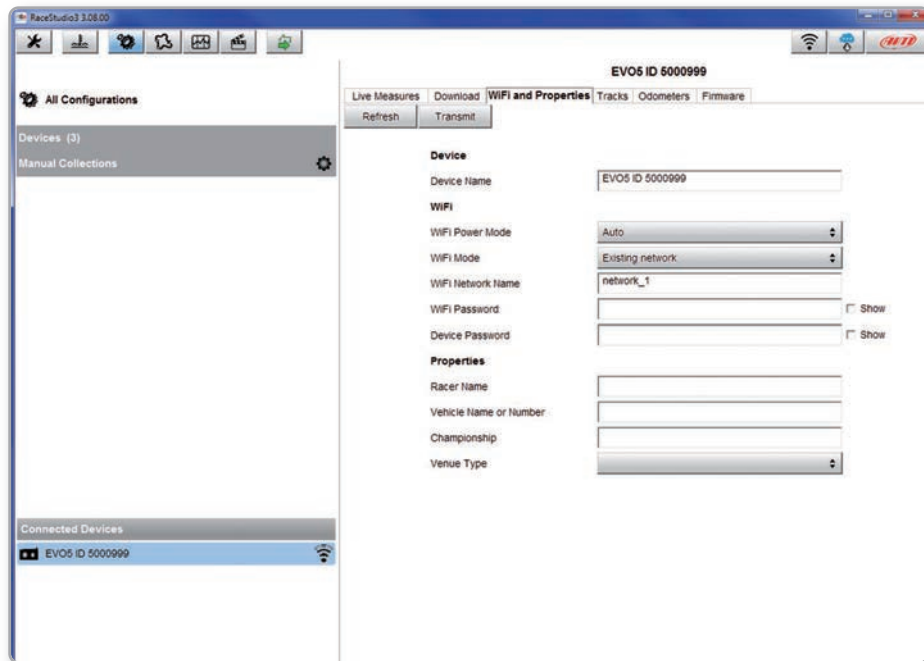 RaceStudio3 3.08.00
AiM
EVO5 ID 5000999
All Configurations
Live Measures Download WiFi and Properties Tracks Odometers Firmware
Refresh Transmit
Devices (3)
Manual Collections
Device
Device Name EVO5 ID 5000999
WiFi
WiFi Power Mode Auto
WiFi Mode Existing network
WiFi Network Name network_1
WiFi Password Show
Device Password Show
Properties
Racer Name
Vehicle Name or Number
Championship
Venue Type
Connected Devices
EVO5 ID 5000999